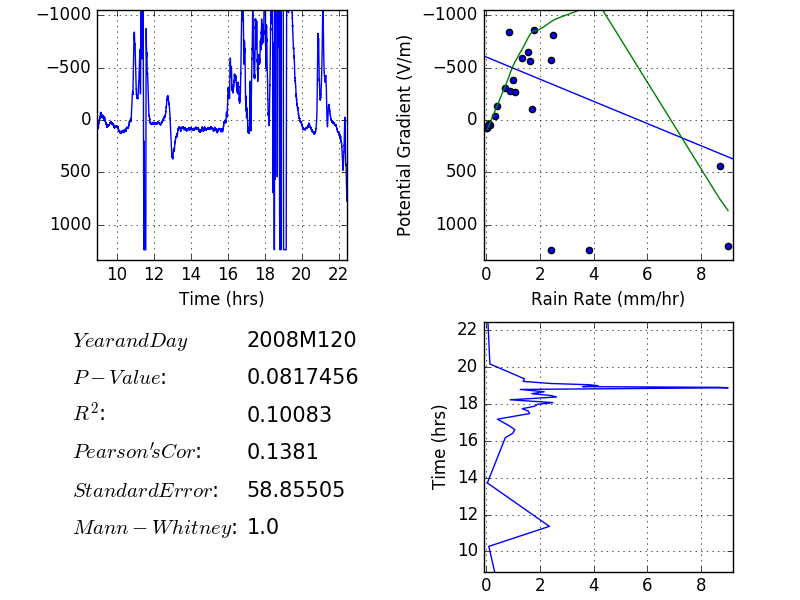 −1000
−500
0
500
1000
10 12 14 16 18 20 22
Time (hrs)
−1000
−500
0
500
1000
Potential Gradient (V/m)
0 2 4 6 8
Rain Rate (mm/hr)
YearandDay 2008M120
P−Value: 0.0817456
R²: 0.10083
Pearson'sCor: 0.1381
StandardError: 58.85505
Mann−Whitney: 1.0
22
20
18
16
14
12
10
Time (hrs)
0 2 4 6 8